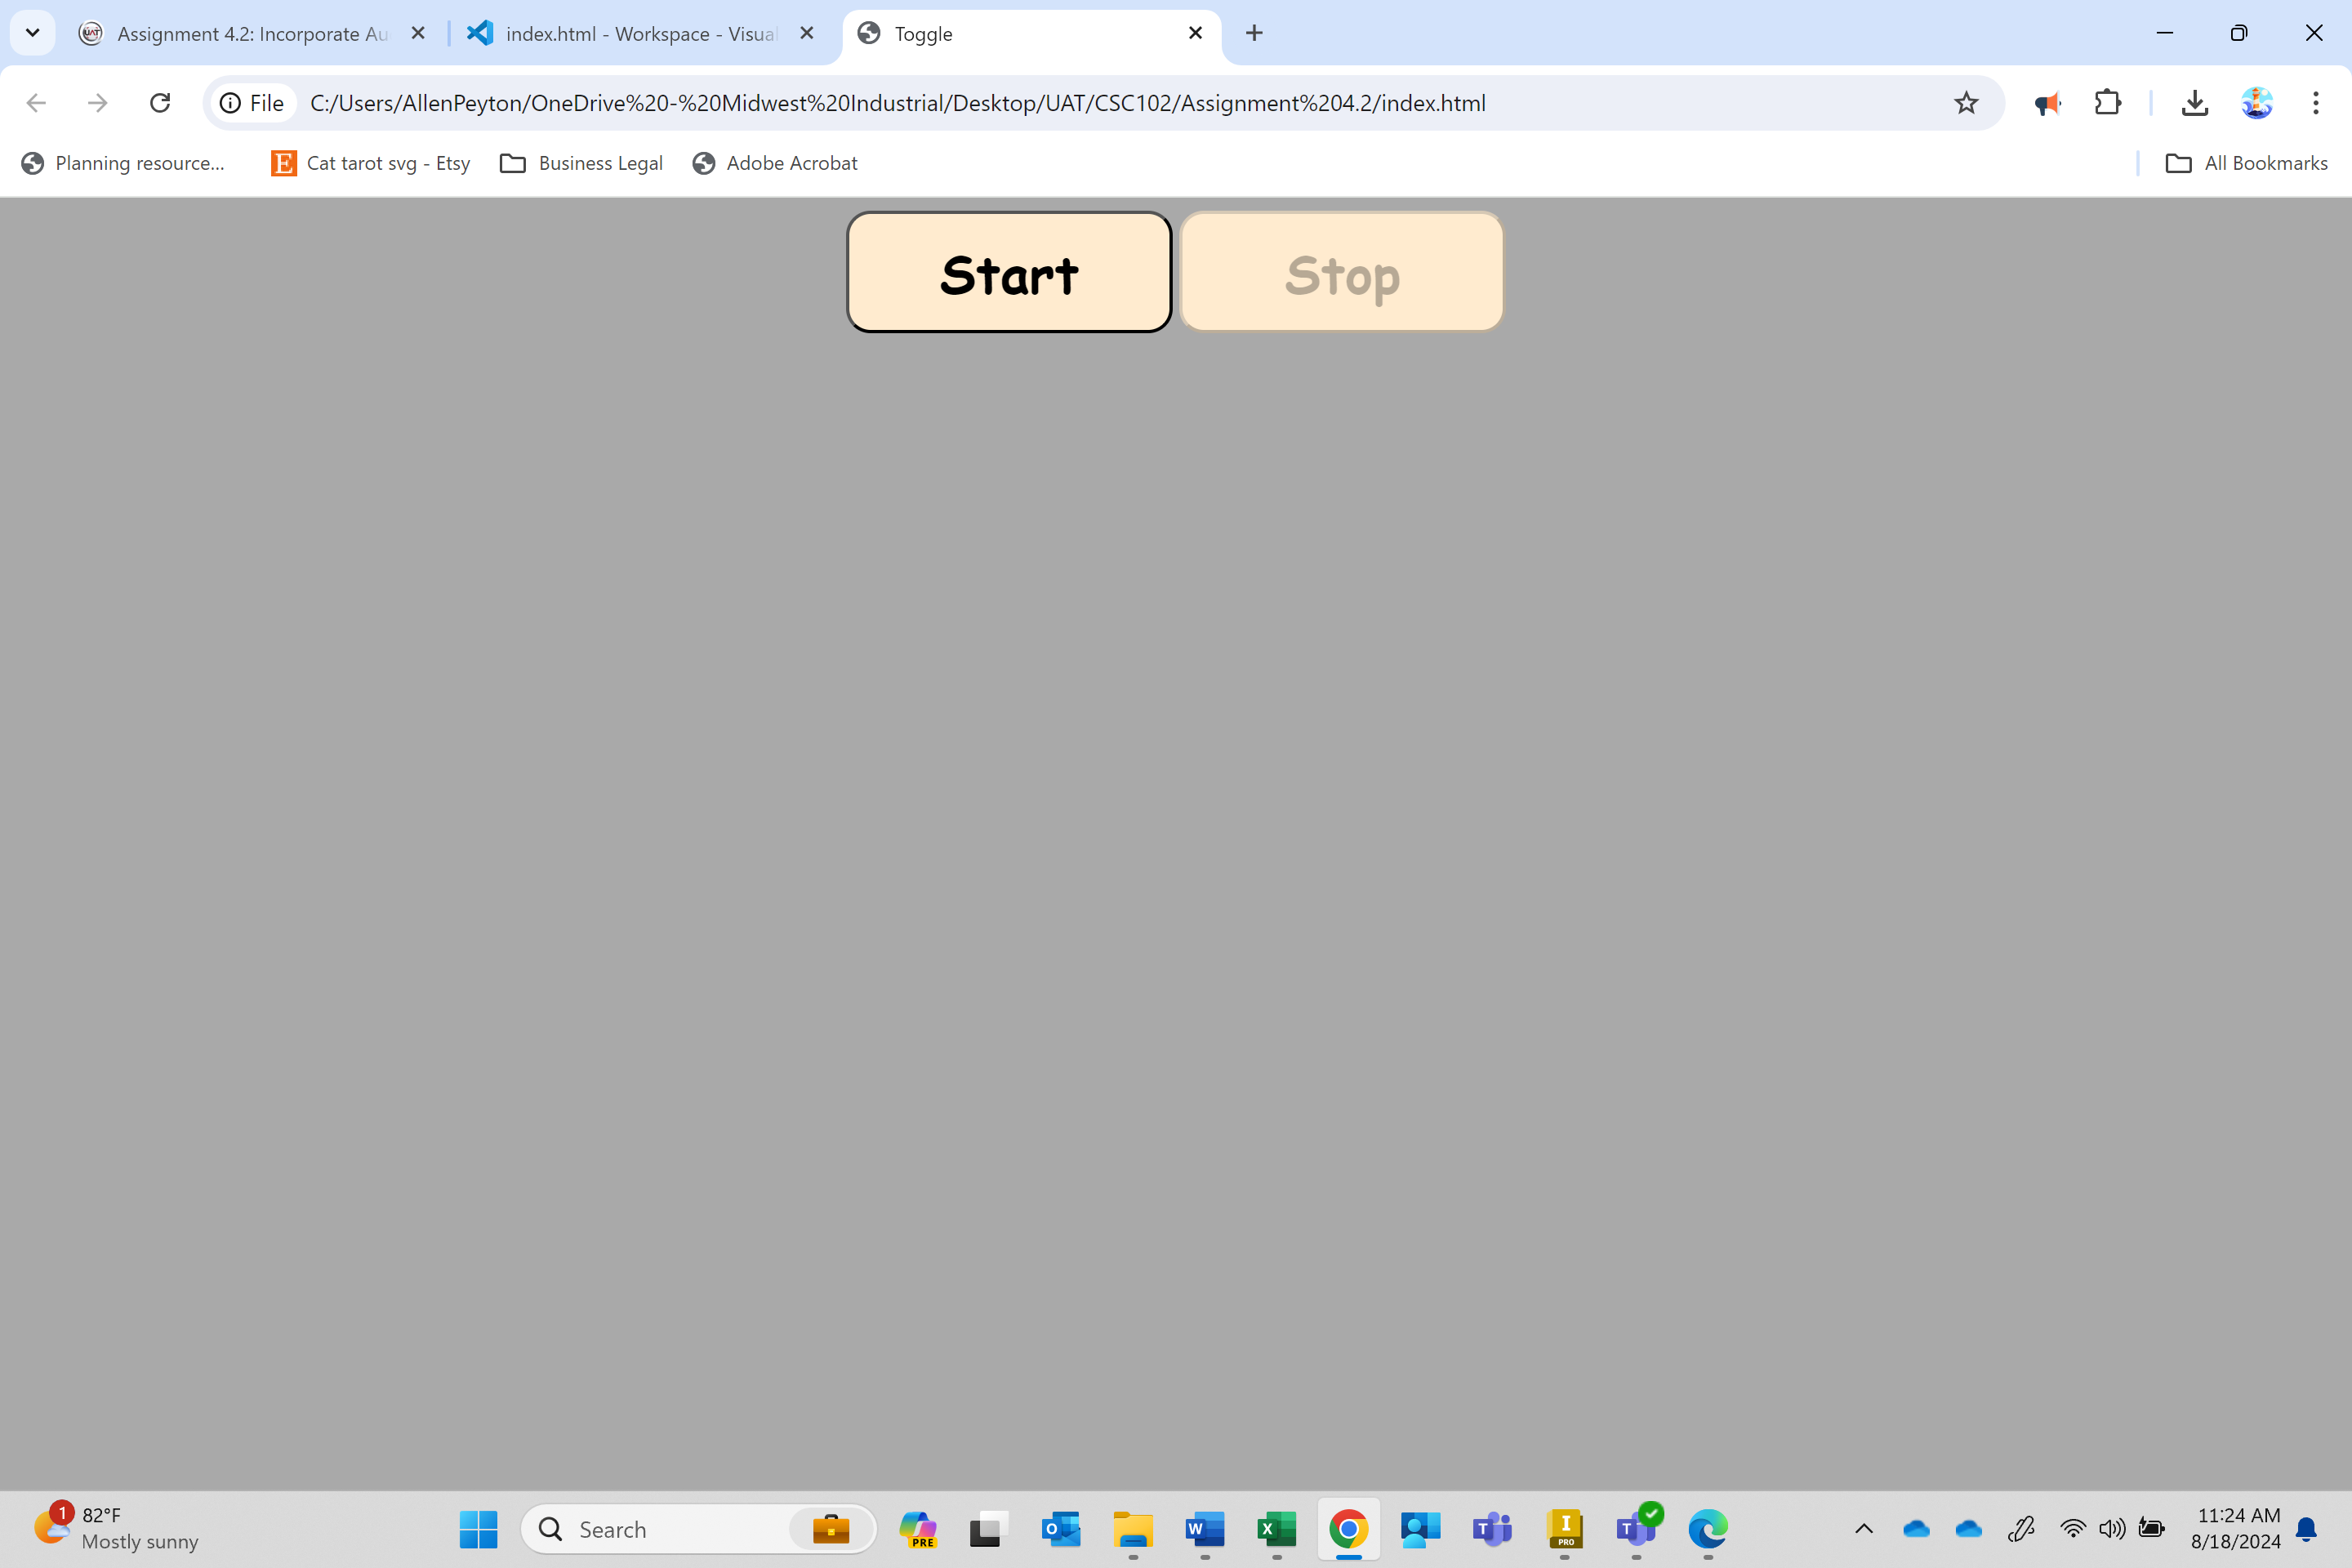 Assignment 4.2: Incorporate Au
index.html - Workspace - Visual
Toggle
File
C:/Users/AllenPeyton/OneDrive%20-%20Midwest%20Industrial/Desktop/UAT/CSC102/Assignment%204.2/index.html
Planning resource...
Cat tarot svg - Etsy
Business Legal
Adobe Acrobat
All Bookmarks
Start
Stop
1
82°F
Mostly sunny
Search
PRE
PRO
11:24 AM
8/18/2024